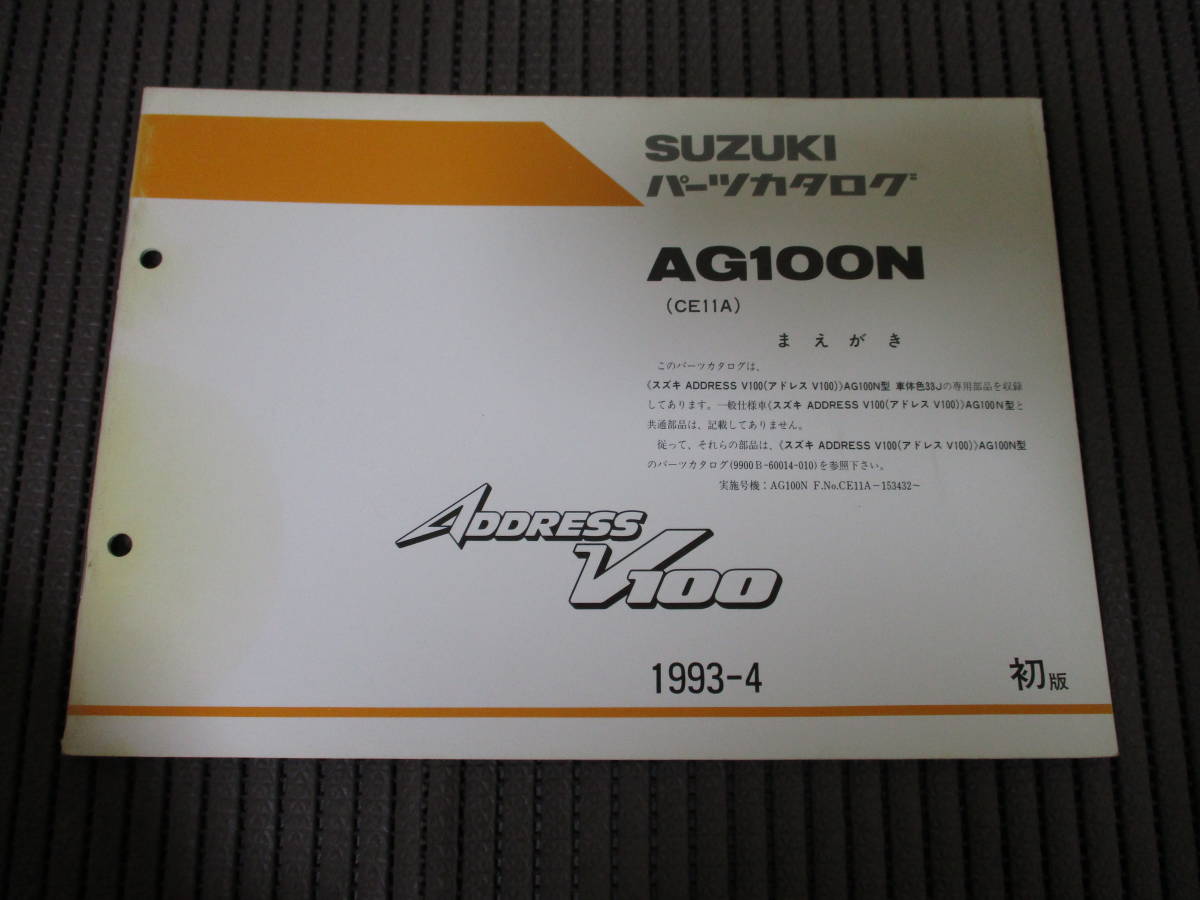 SUZUKI
パーツカタログ
AG100N
(CE11A)
まえがき
このパーツカタログは、
《スズキ ADDRESS V100(アドレス V100)》AG100N型 車体色33Jの専用部品を収録
してあります。一般仕様車《スズキ ADDRESS V100(アドレス V100)》AG100N型と
共通部品は、記載してありません。
従って、それらの部品は、《スズキ ADDRESS V100(アドレス V100)》AG100N型
のパーツカタログ(9900B-60014-010)を参照下さい。
実施号機:AG100N F.No.CE11A-153432~
ADDRESS
V100
1993-4 初版